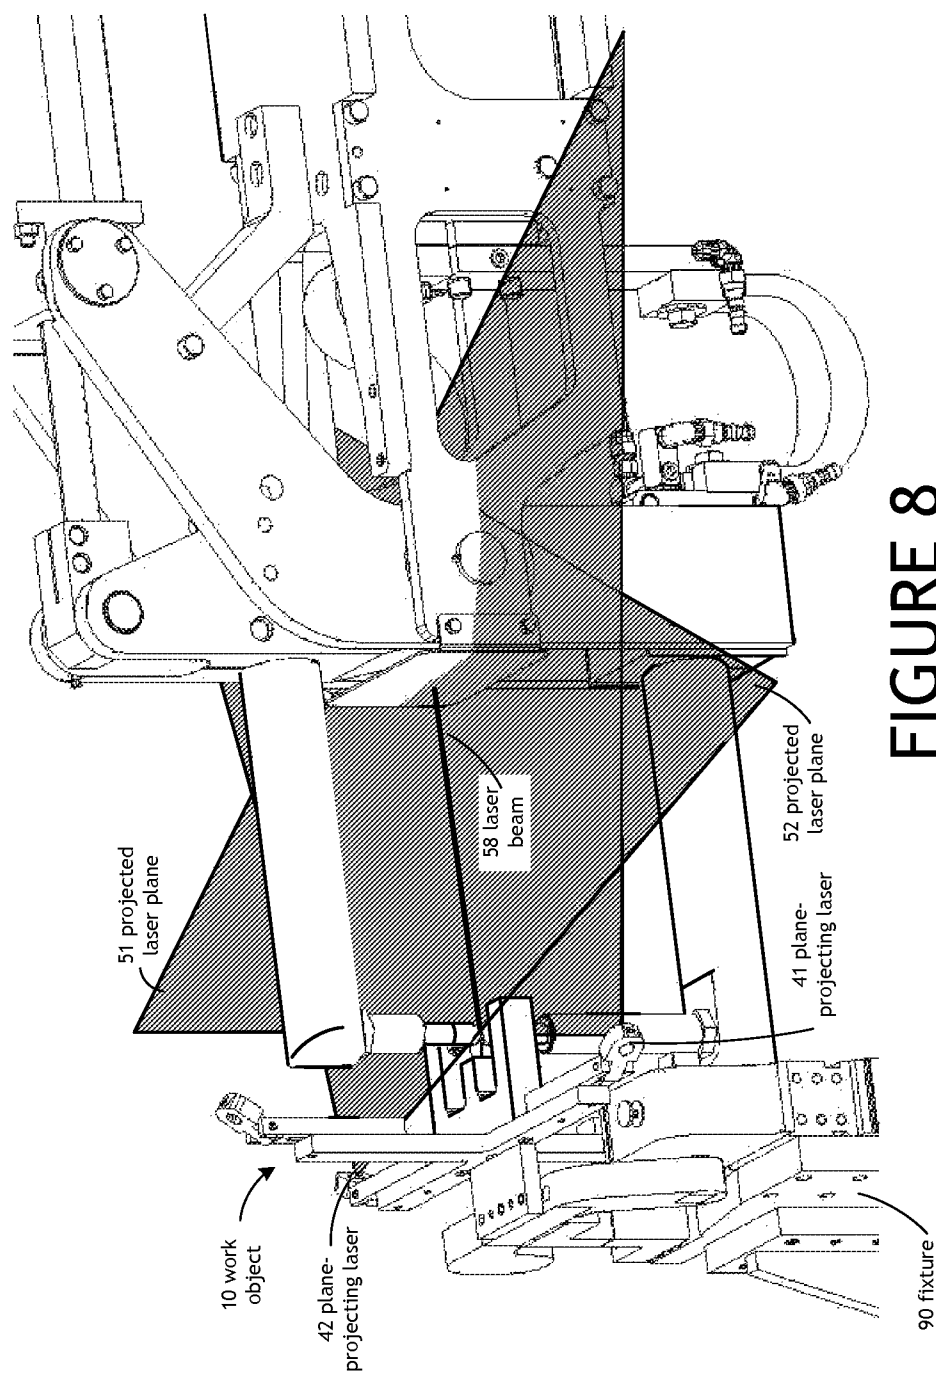 51 projected
laser plane
58 laser
beam
52 projected
laser plane
41 plane-
projecting laser
10 work
object
42 plane-
projecting laser
90 fixture
FIGURE 8